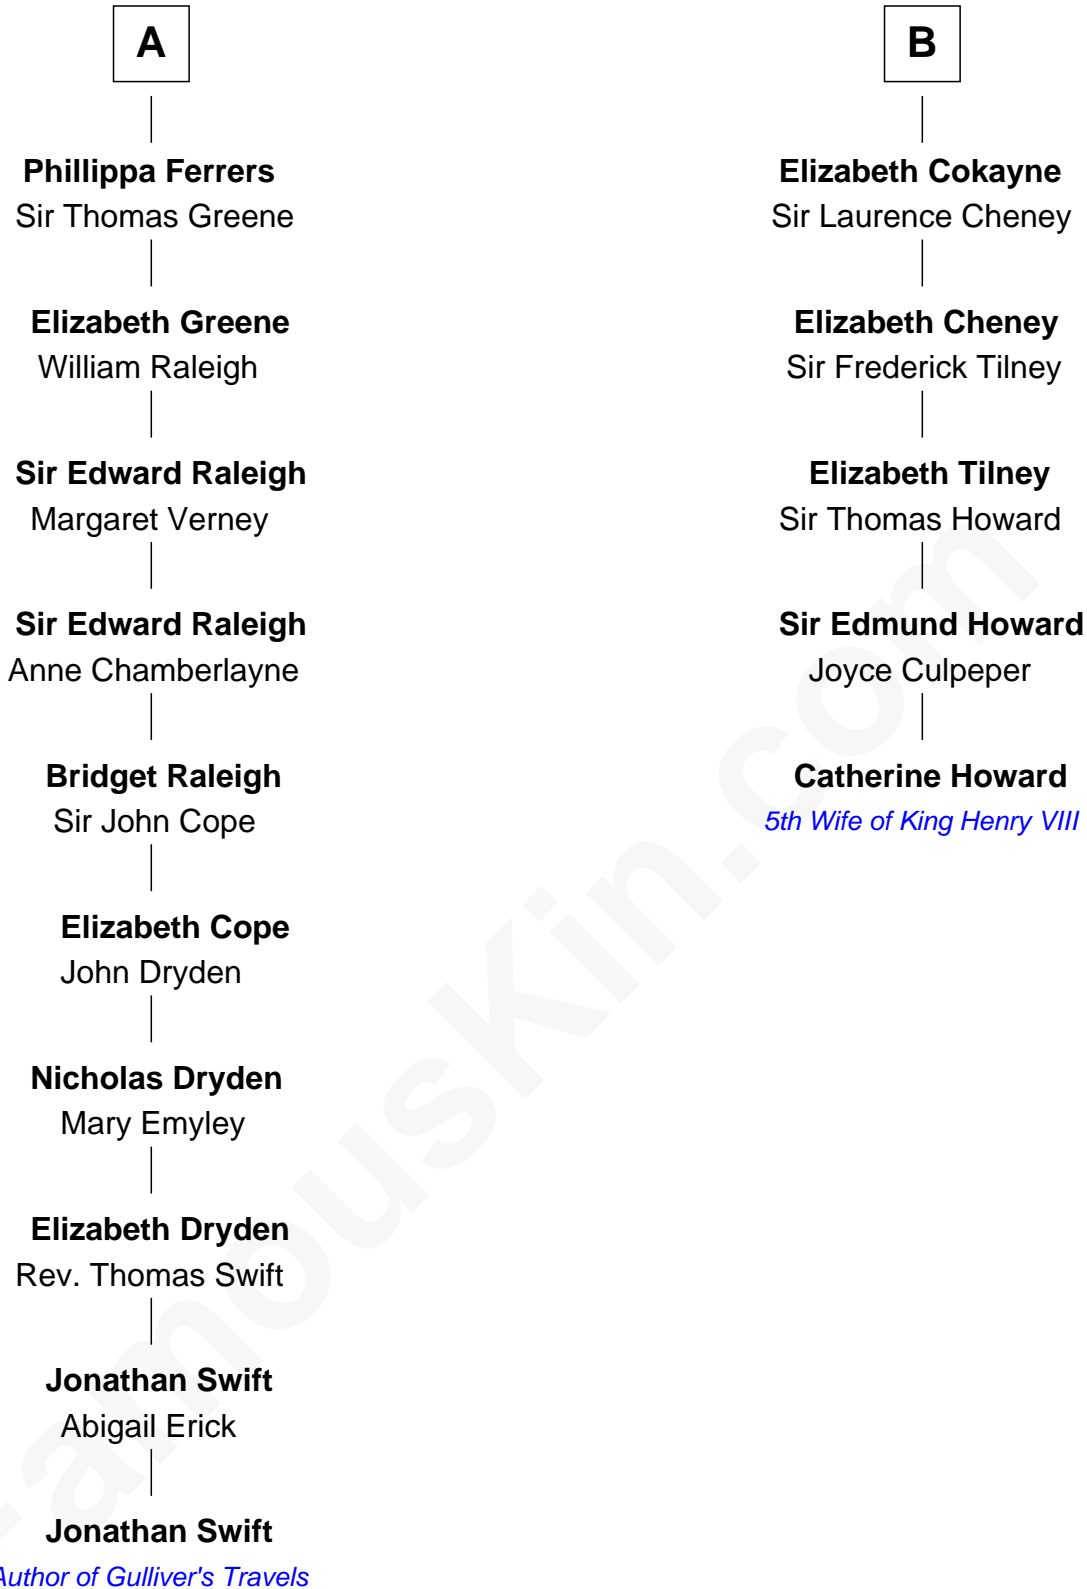 A
Phillippa Ferrers
Sir Thomas Greene
Elizabeth Greene
William Raleigh
Sir Edward Raleigh
Margaret Verney
Sir Edward Raleigh
Anne Chamberlayne
Bridget Raleigh
Sir John Cope
Elizabeth Cope
John Dryden
Nicholas Dryden
Mary Emyley
Elizabeth Dryden
Rev. Thomas Swift
Jonathan Swift
Abigail Erick
Jonathan Swift
Author of Gulliver's Travels
B
Elizabeth Cokayne
Sir Laurence Cheney
Elizabeth Cheney
Sir Frederick Tilney
Elizabeth Tilney
Sir Thomas Howard
Sir Edmund Howard
Joyce Culpeper
Catherine Howard
5th Wife of King Henry VIII
FamousKin.com